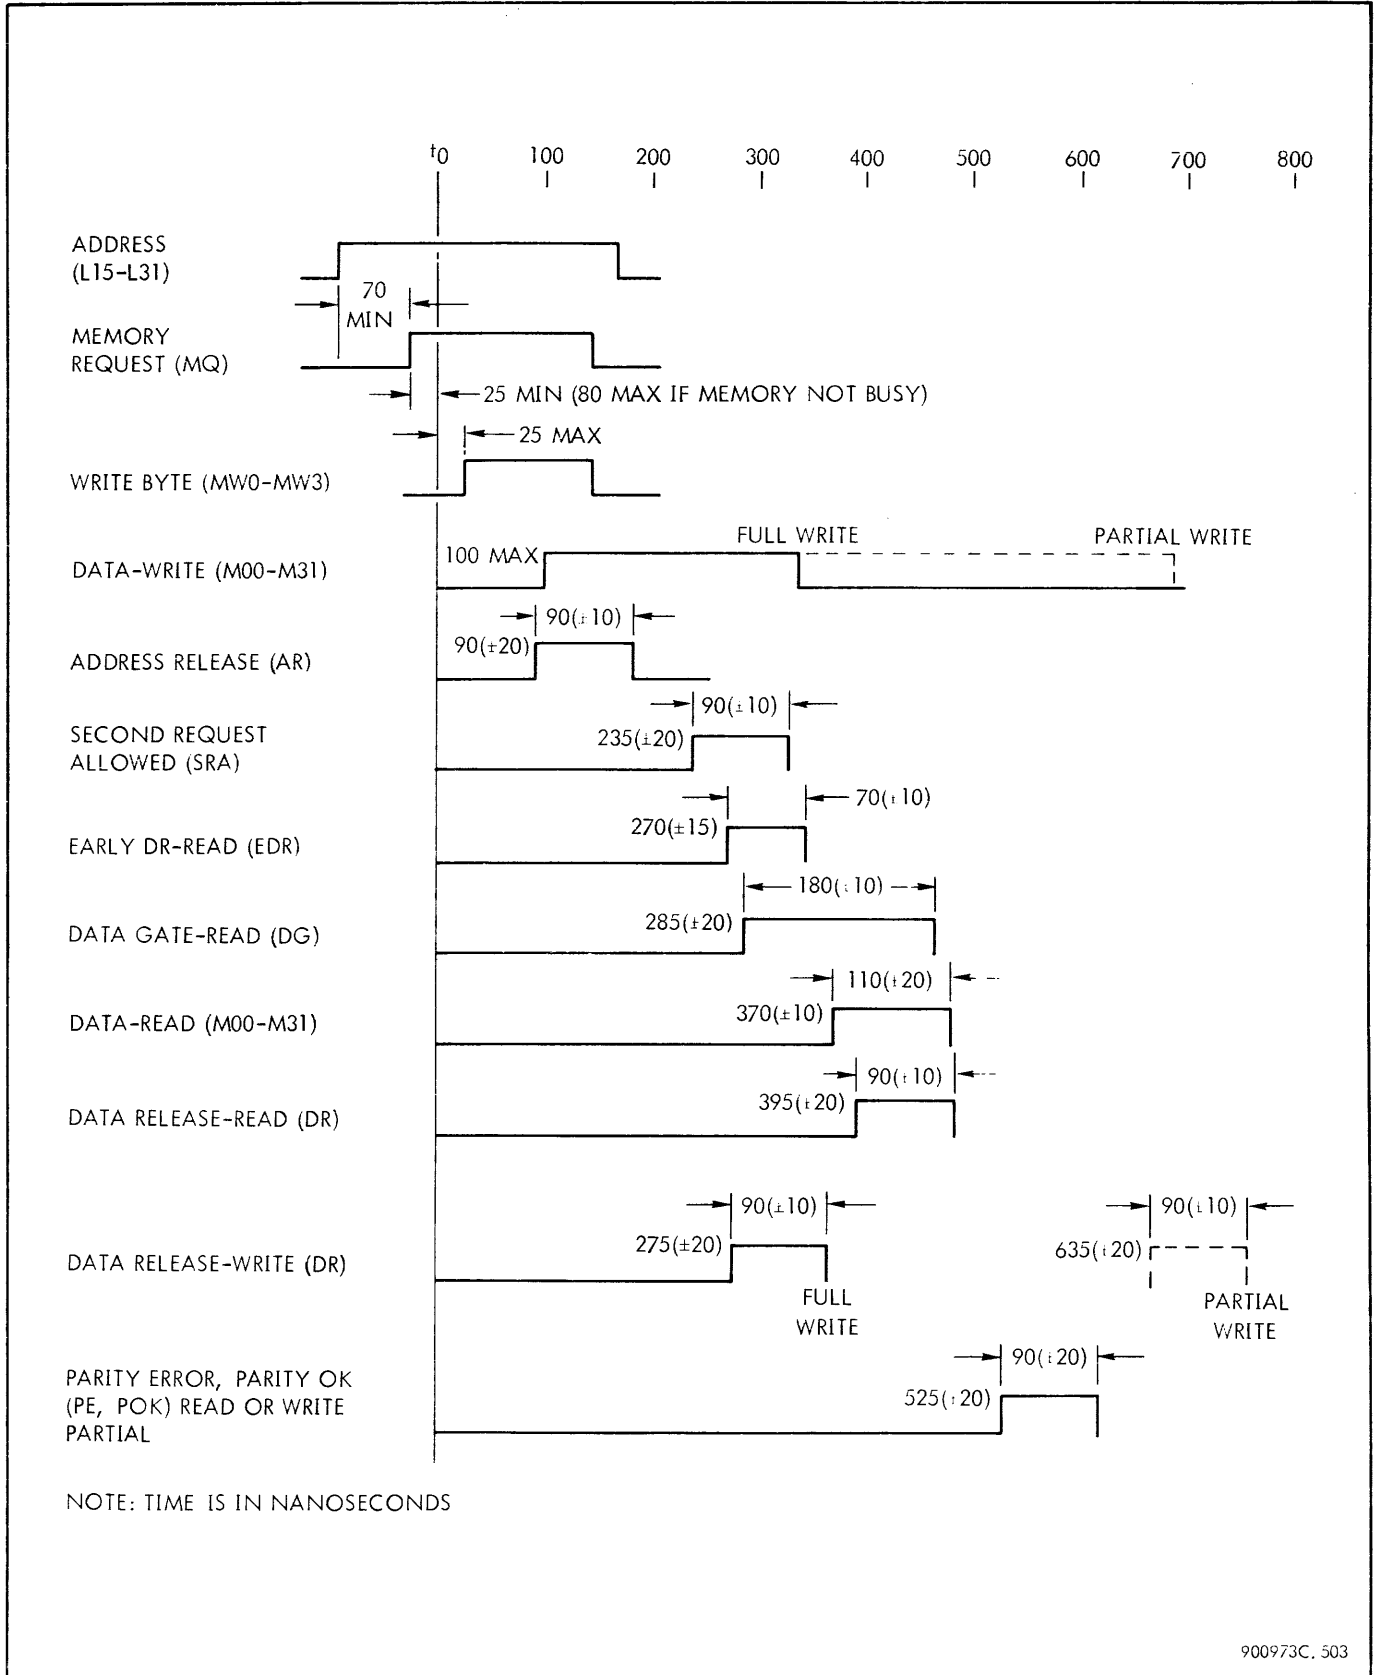 t0 100 200 300 400 500 600 700 800
ADDRESS
(L15-L31)
70
MIN
MEMORY
REQUEST (MQ)
25 MIN (80 MAX IF MEMORY NOT BUSY)
25 MAX
WRITE BYTE (MW0-MW3)
FULL WRITE PARTIAL WRITE
100 MAX
DATA-WRITE (M00-M31)
90(±10)
90(±20)
ADDRESS RELEASE (AR)
90(±10)
SECOND REQUEST
ALLOWED (SRA)
235(±20)
70(±10)
270(±15)
EARLY DR-READ (EDR)
180(±10)
285(±20)
DATA GATE-READ (DG)
110(±20)
370(±10)
DATA-READ (M00-M31)
90(±10)
395(±20)
DATA RELEASE-READ (DR)
90(±10) 90(±10)
275(±20) 635(±20)
DATA RELEASE-WRITE (DR)
FULL
WRITE
PARTIAL
WRITE
90(±20)
525(±20)
PARITY ERROR, PARITY OK
(PE, POK) READ OR WRITE
PARTIAL
NOTE: TIME IS IN NANOSECONDS
900973C. 503